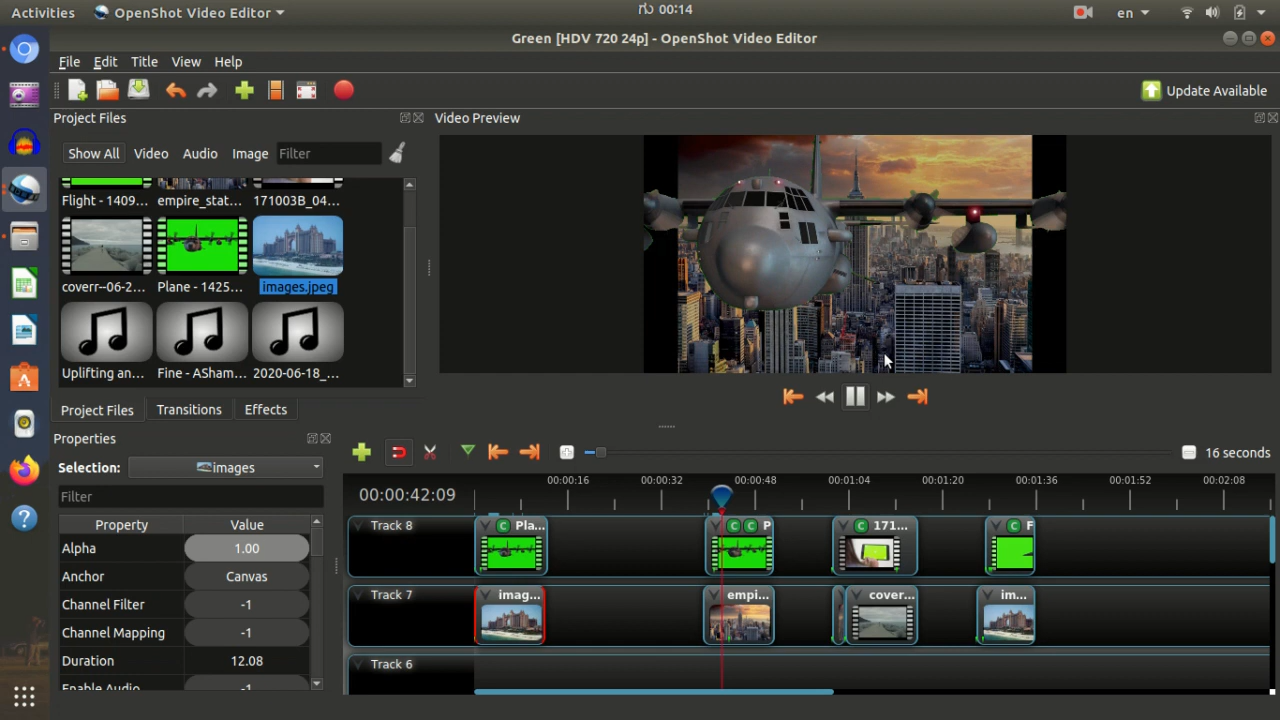 Activities
OpenShot Video Editor
რა 00:14
en
Green [HDV 720 24p] - OpenShot Video Editor
File Edit Title View Help
Update Available
Project Files
Video Preview
Show All Video Audio Image Filter
Flight - 1409... empire_stat... 171003B_04...
coverr--06-2... Plane - 1425... images.jpeg
Uplifting an... Fine - ASham... 2020-06-18_...
Project Files Transitions Effects
Properties
Selection: images
Filter
Property Value
Alpha 1.00
Anchor Canvas
Channel Filter -1
Channel Mapping -1
Duration 12.08
Enable Audio -1
16 seconds
00:00:42:09
00:00:16 00:00:32 00:00:48 00:01:04 00:01:20 00:01:36 00:01:52 00:02:08
Track 8
C Pla... C C P C 171... C F
Track 7
imag... empi... cover... im...
Track 6